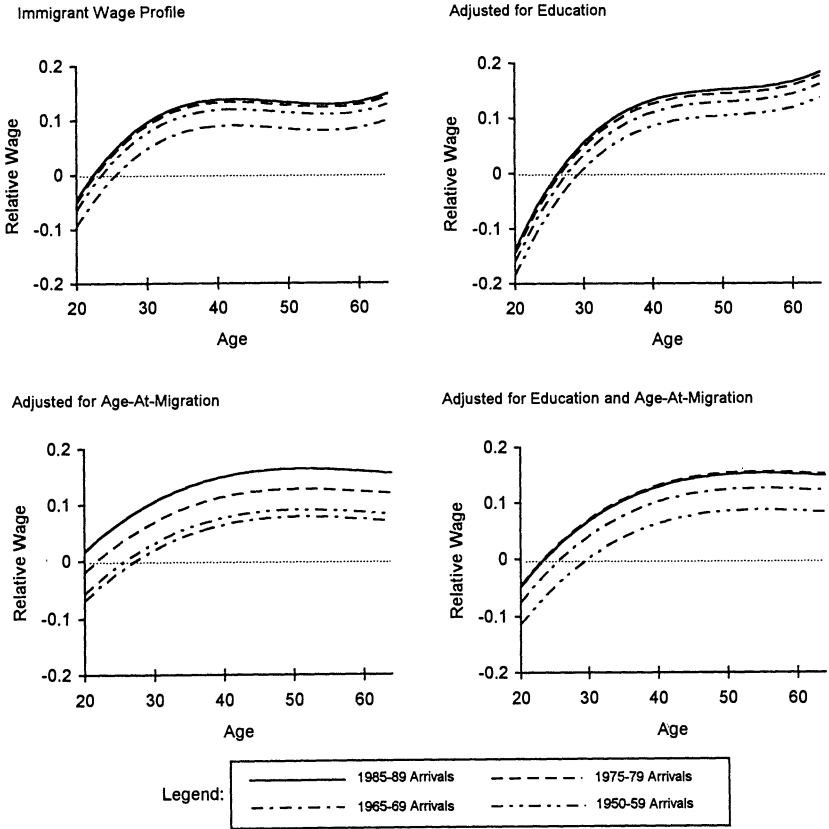 Immigrant Wage Profile
Adjusted for Education
0.2
0.1
0
-0.1
-0.2
Relative Wage
20 30 40 50 60
Age
0.2
0.1
0
-0.1
-0.2
Relative Wage
20 30 40 50 60
Age
Adjusted for Age-At-Migration
Adjusted for Education and Age-At-Migration
0.2
0.1
0
-0.1
-0.2
Relative Wage
20 30 40 50 60
Age
0.2
0.1
0
-0.1
-0.2
Relative Wage
20 30 40 50 60
Age
Legend:
1985-89 Arrivals 1975-79 Arrivals
1965-69 Arrivals 1950-59 Arrivals